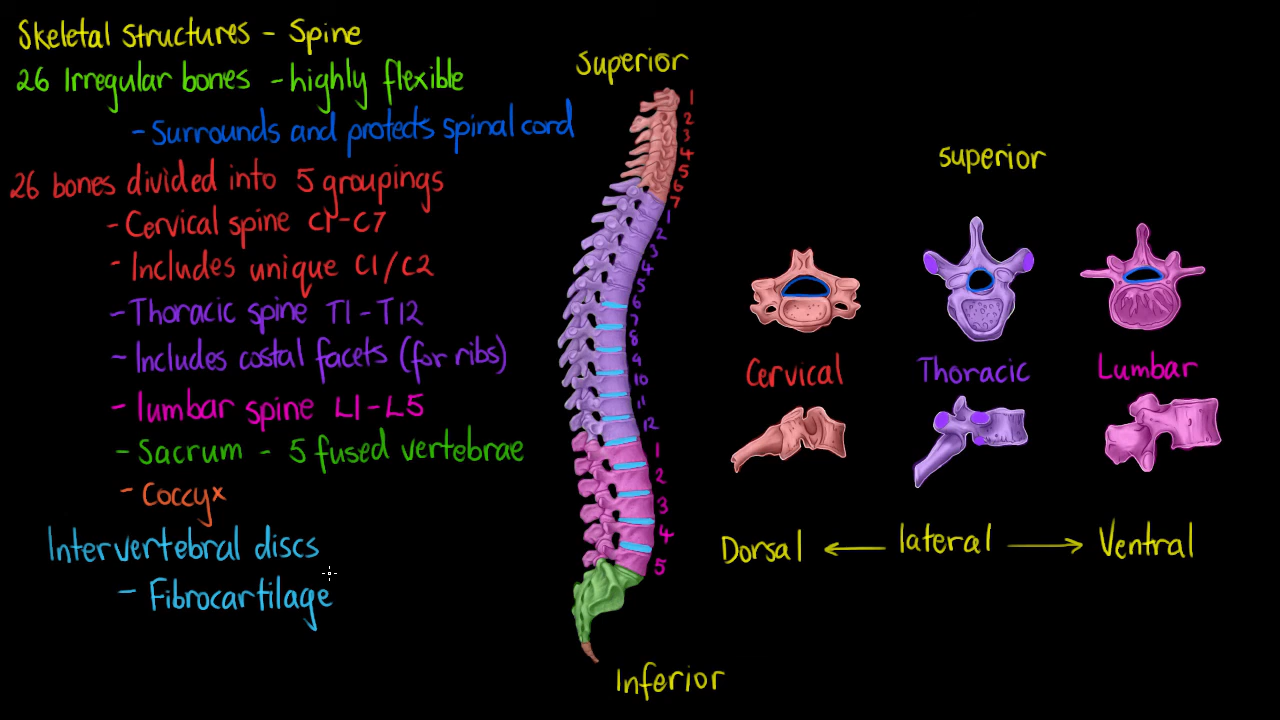 Skeletal Structures - Spine
26 Irregular bones - highly flexible
- Surrounds and protects spinal cord
26 bones divided into 5 groupings
- Cervical spine C1-C7
- Includes unique C1/C2
- Thoracic spine T1-T12
- Includes costal facets (for ribs)
- lumbar spine L1-L5
- Sacrum - 5 fused vertebrae
- Coccyx
Intervertebral discs
- Fibrocartilage
Superior
1
2
3
4
5
6
7
1
2
3
4
5
6
7
8
9
10
11
12
1
2
3
4
5
Inferior
superior
Cervical Thoracic Lumbar
Dorsal ← lateral → Ventral